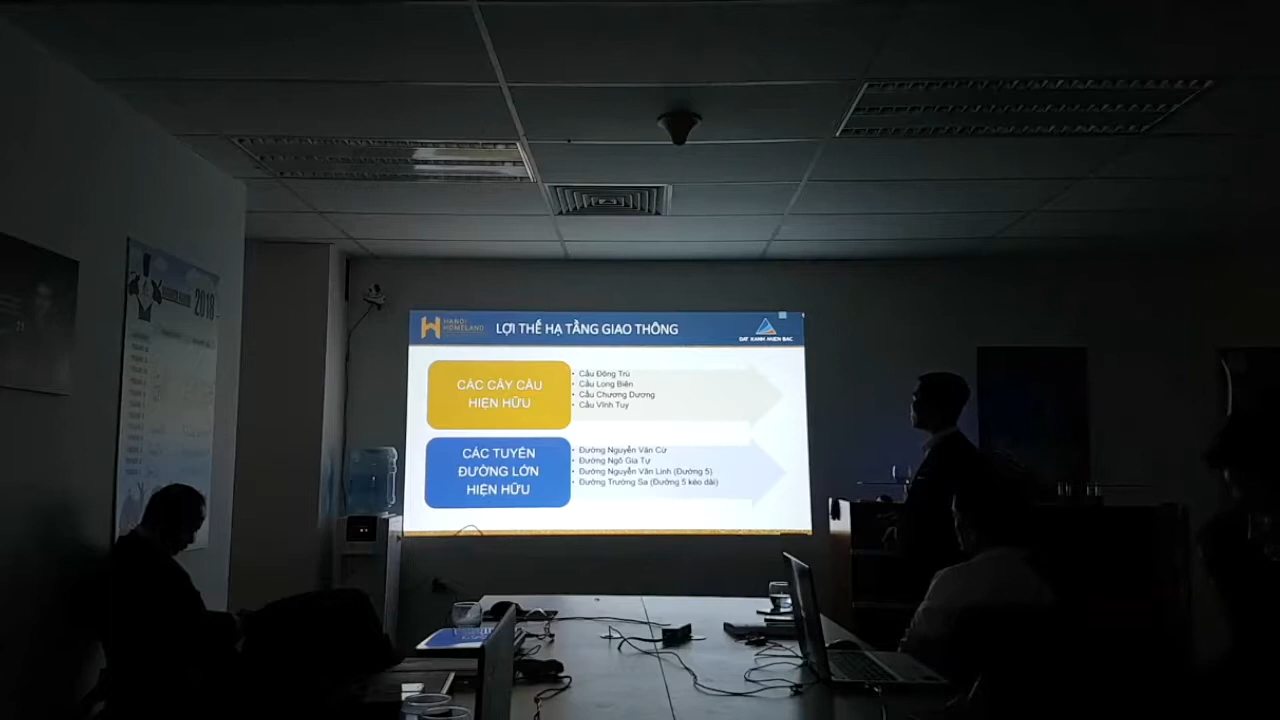 2018
HANOI
HOMELAND
LỢI THẾ HẠ TẦNG GIAO THÔNG
ĐẤT XANH MIỀN BẮC
CÁC CÂY CẦU
HIỆN HỮU
• Cầu Đông Trù
• Cầu Long Biên
• Cầu Chương Dương
• Cầu Vĩnh Tuy
CÁC TUYẾN
ĐƯỜNG LỚN
HIỆN HỮU
• Đường Nguyễn Văn Cừ
• Đường Ngô Gia Tự
• Đường Nguyễn Văn Linh (Đường 5)
• Đường Trường Sa (Đường 5 kéo dài)